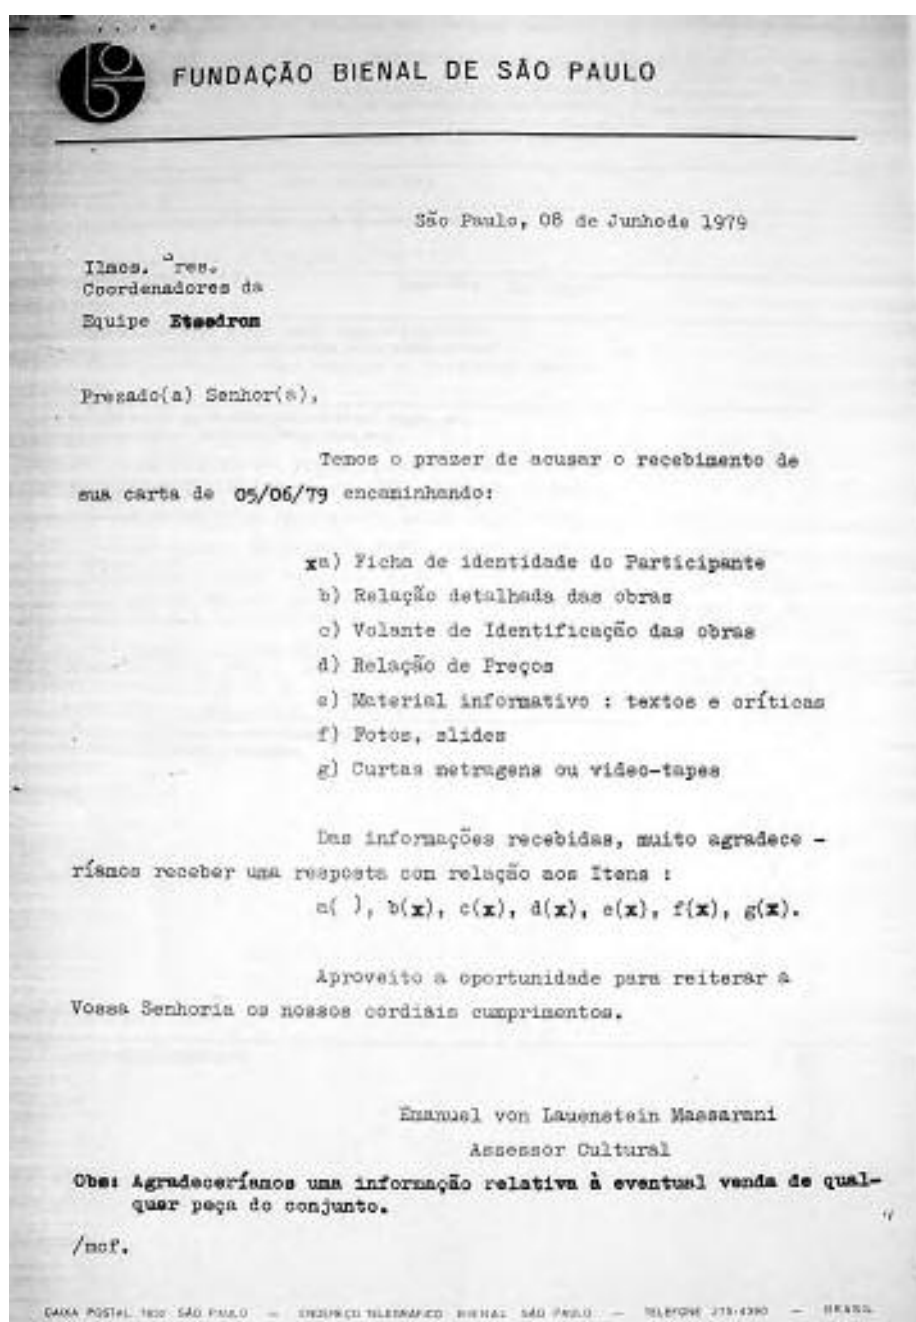 FUNDAÇÃO BIENAL DE SÃO PAULO
São Paulo, 08 de Junhode 1979
Ilmos. Sres.
Coordenadores da
Equipe Etsedron
Prezado(a) Senhor(a),
Temos o prazer de acusar o recebimento de
sua carta de 05/06/79 encaminhando:
xa) Ficha de identidade do Participante
b) Relação detalhada das obras
c) Volante de Identificação das obras
d) Relação de Preços
e) Material informativo : textos e críticas
f) Fotos, slides
g) Curtas metragens ou video-tapes
Das informações recebidas, muito agradece -
ríamos receber uma resposta com relação aos Itens :
a( ), b(x), c(x), d(x), e(x), f(x), g(x).
Aproveito a oportunidade para reiterar a
Vossa Senhoria os nossos cordiais cumprimentos.
Emanuel von Lauenstein Massarani
Assessor Cultural
Obs: Agradeceríamos uma informação relativa à eventual venda de qual-
quer peça do conjunto.
/mcf.
CAIXA POSTAL SÃO PAULO — ENDEREÇO TELEGRÁFICO BIENAL SÃO PAULO — TELEFONE — BRASIL